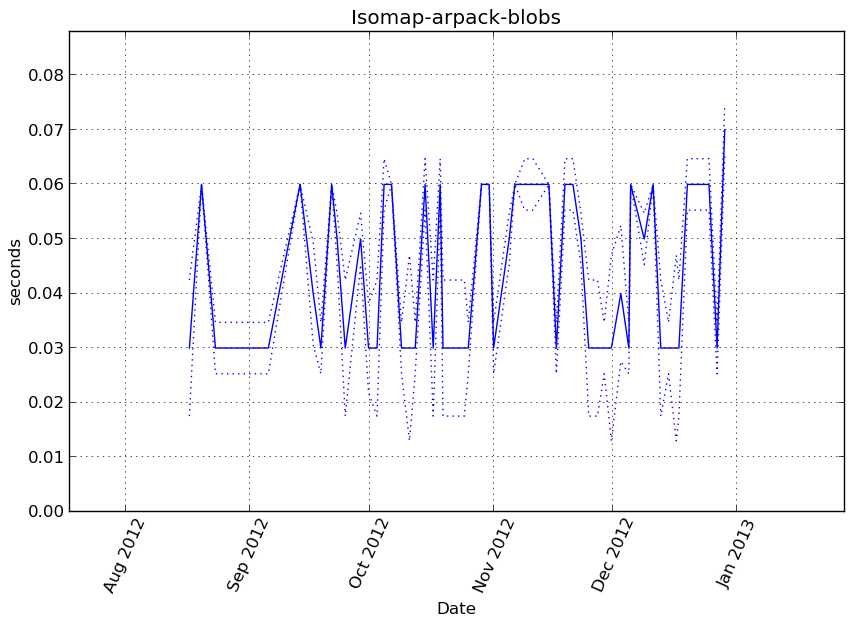 Isomap-arpack-blobs
0.08
0.07
0.06
0.05
0.04
0.03
0.02
0.01
0.00
seconds
Aug 2012
Sep 2012
Oct 2012
Nov 2012
Dec 2012
Jan 2013
Date